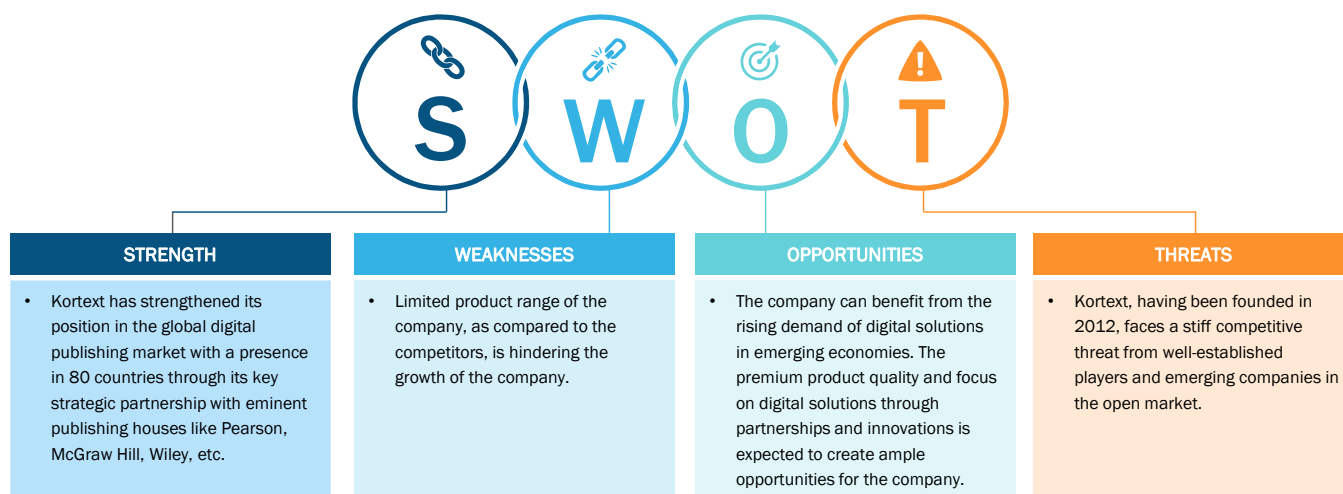 S W O T
STRENGTH
• Kortext has strengthened its
position in the global digital
publishing market with a presence
in 80 countries through its key
strategic partnership with eminent
publishing houses like Pearson,
McGraw Hill, Wiley, etc.
WEAKNESSES
• Limited product range of the
company, as compared to the
competitors, is hindering the
growth of the company.
OPPORTUNITIES
• The company can benefit from the
rising demand of digital solutions
in emerging economies. The
premium product quality and focus
on digital solutions through
partnerships and innovations is
expected to create ample
opportunities for the company.
THREATS
• Kortext, having been founded in
2012, faces a stiff competitive
threat from well-established
players and emerging companies in
the open market.